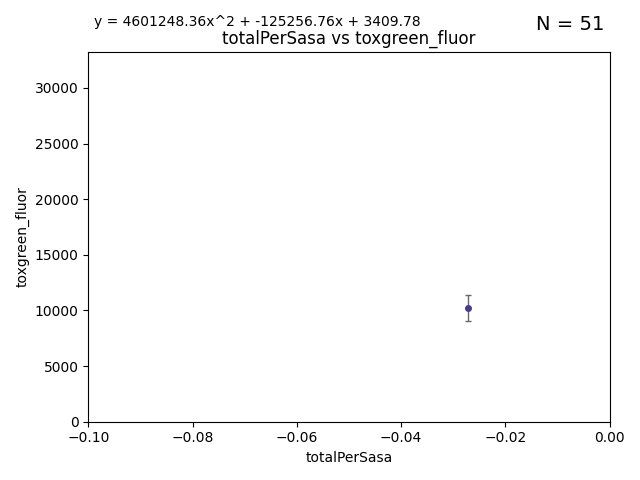 y = 4601248.36x^2 + -125256.76x + 3409.78
N = 51
totalPerSasa vs toxgreen_fluor
30000
25000
20000
15000
10000
5000
0
toxgreen_fluor
−0.10 −0.08 −0.06 −0.04 −0.02 0.00
totalPerSasa